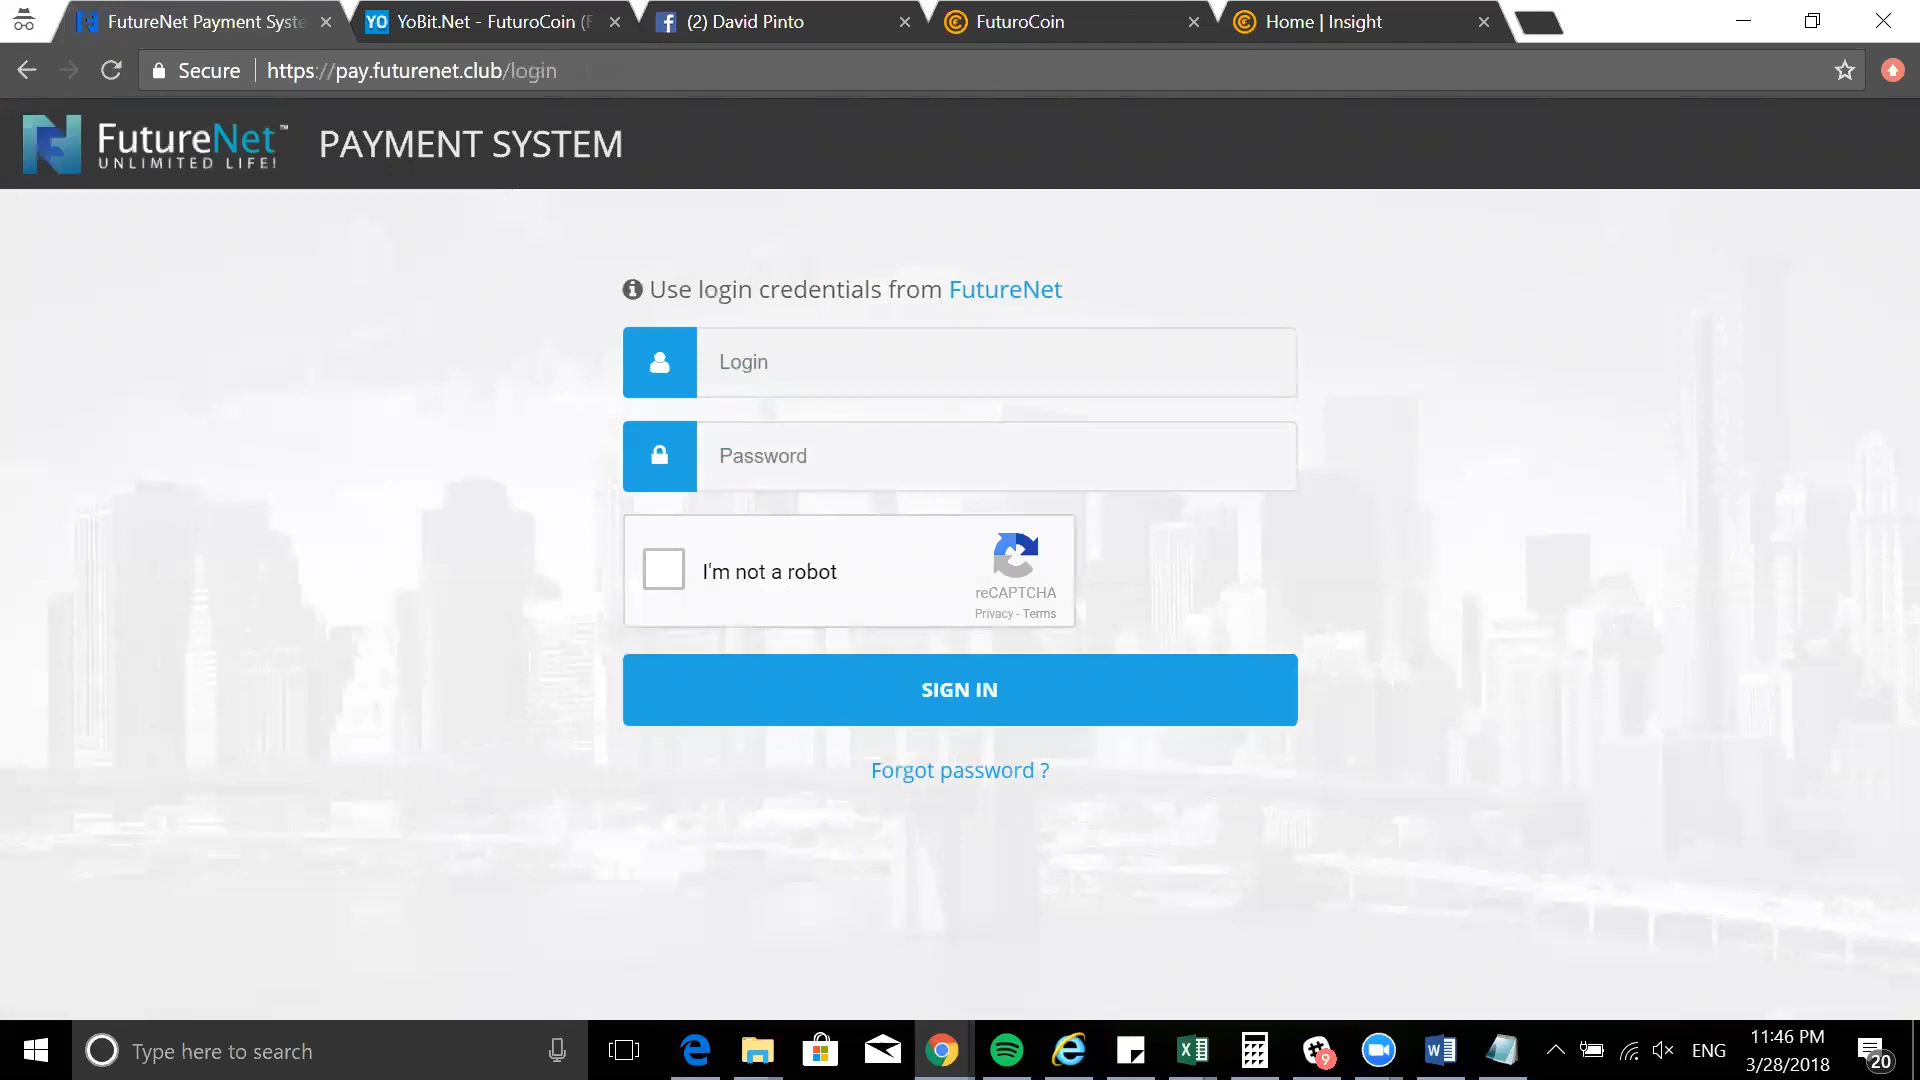 FutureNet Payment Syste
YoBit.Net - FuturoCoin (F
(2) David Pinto
FuturoCoin
Home | Insight
Secure
https://pay.futurenet.club/login
FutureNet™
UNLIMITED LIFE!
PAYMENT SYSTEM
Use login credentials from FutureNet
Login
Password
I'm not a robot
reCAPTCHA
Privacy - Terms
SIGN IN
Forgot password ?
Type here to search
9
ENG
11:46 PM
3/28/2018
20